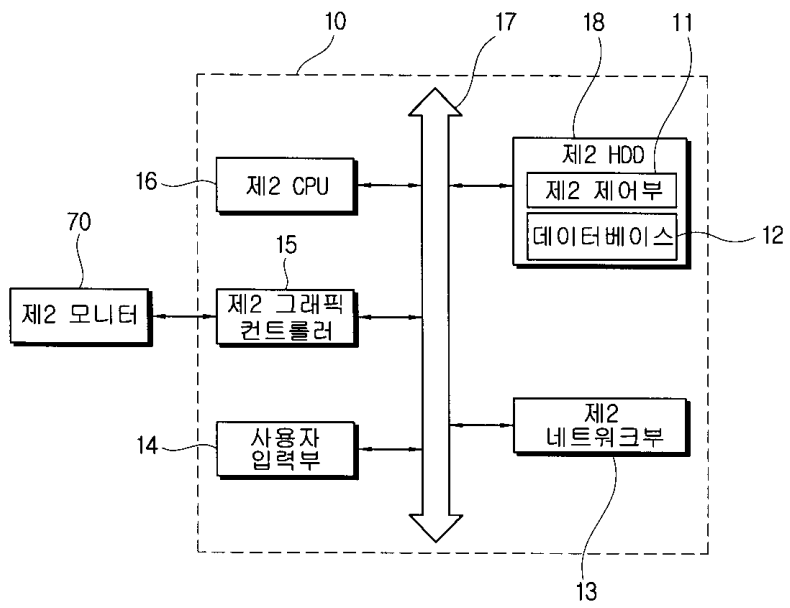 10
17
18
11
제2 HDD
제2 제어부
데이터베이스
12
16
제2 CPU
70
제2 모니터
15
제2 그래픽
컨트롤러
14
사용자
입력부
제2
네트워크부
13